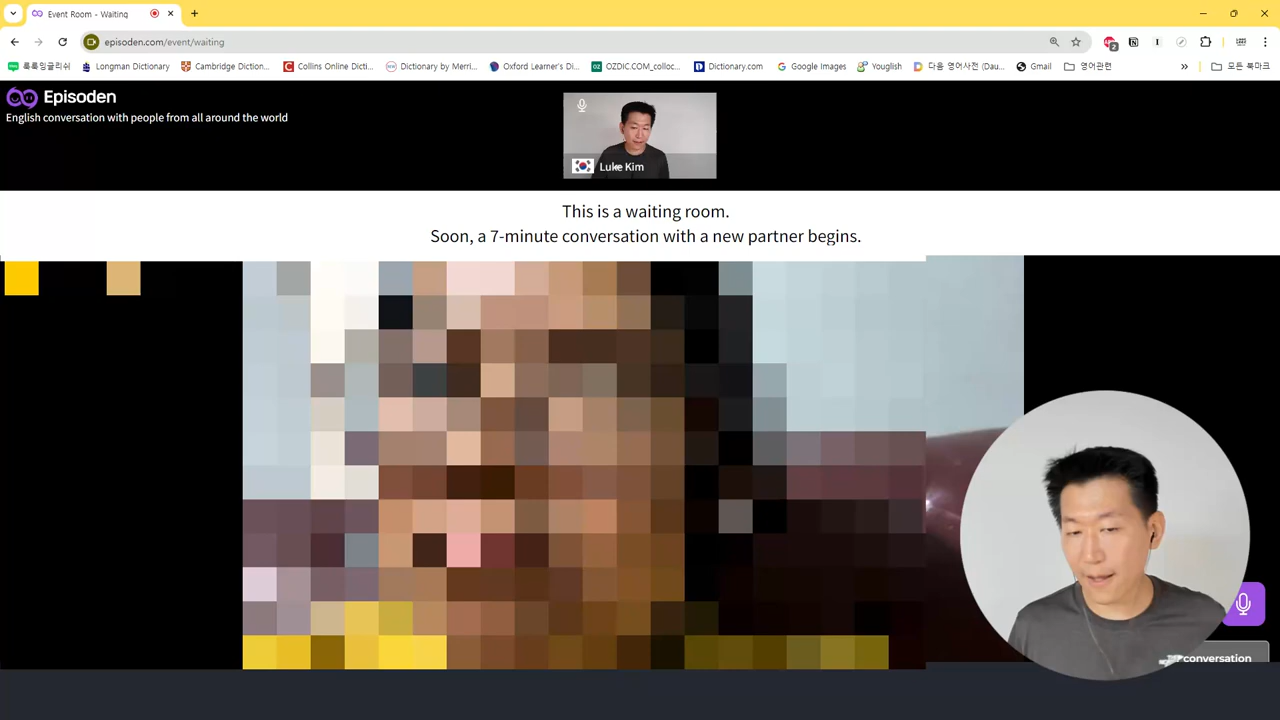 Event Room - Waiting
episoden.com/event/waiting
2
룩룩잉글리쉬
Longman Dictionary
Cambridge Diction...
Collins Online Dicti...
Dictionary by Merri...
Oxford Learner's Di...
OZDIC.COM_colloc...
Dictionary.com
Google Images
Youglish
다음 영어사전 (Dau...
Gmail
영어관련
»
모든 북마크
Episoden
English conversation with people from all around the world
Luke Kim
This is a waiting room.
Soon, a 7-minute conversation with a new partner begins.
conversation